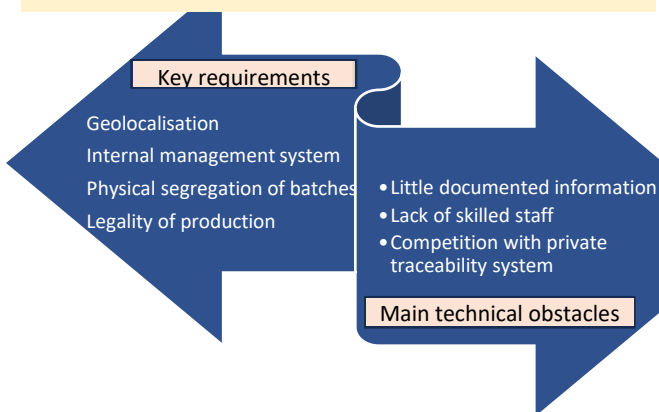 Key requirements
Geolocalisation
Internal management system
Physical segregation of batches
Legality of production
•Little documented information
•Lack of skilled staff
•Competition with private
traceability system
Main technical obstacles